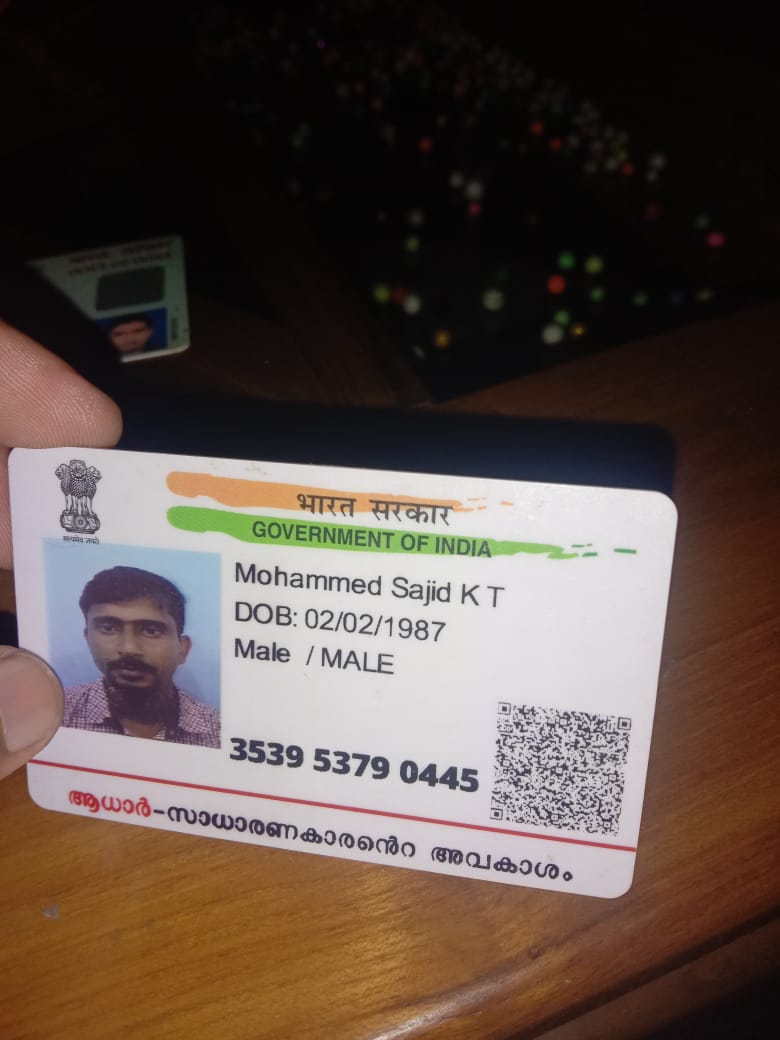 भारत सरकार
GOVERNMENT OF INDIA
सत्यमेव जयते
Mohammed Sajid K T
DOB: 02/02/1987
Male / MALE
3539 5379 0445
ആധാർ-സാധാരണകാരൻെറ അവകാശം